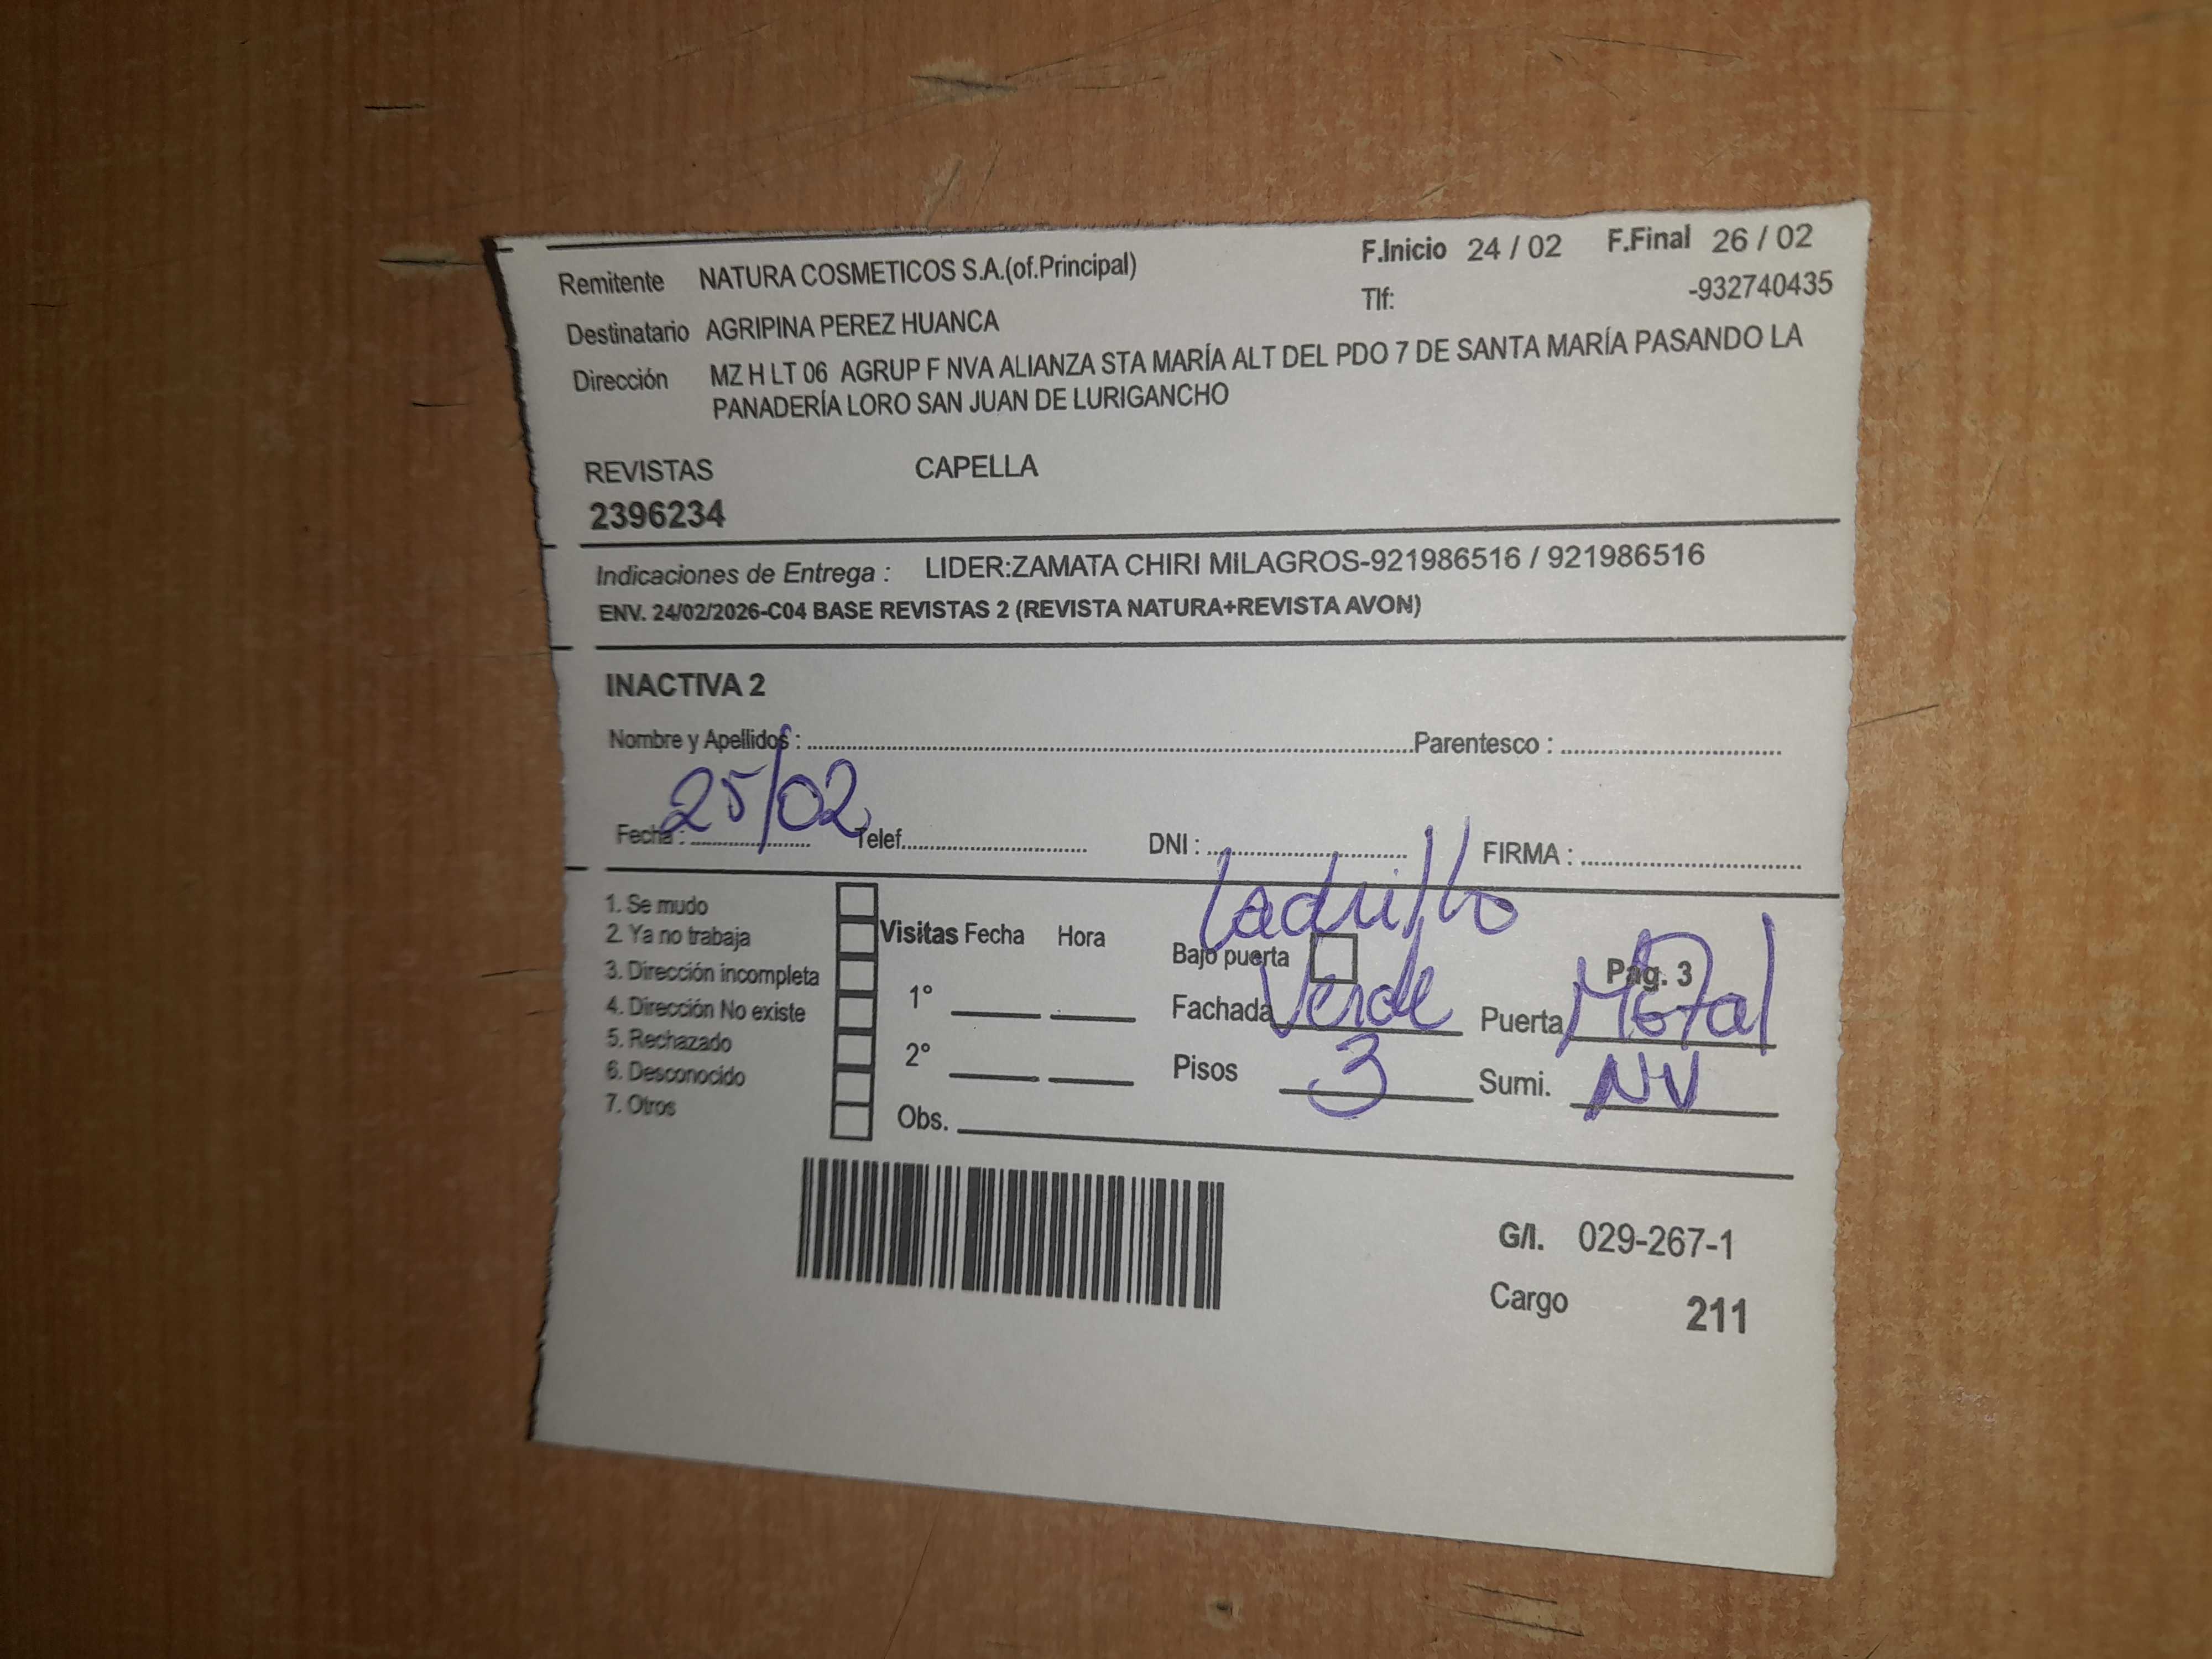 F.Inicio 24 / 02 F.Final 26 / 02
Remitente NATURA COSMETICOS S.A.(of.Principal)
Tlf: -932740435
Destinatario AGRIPINA PEREZ HUANCA
Dirección MZ H LT 06 AGRUP F NVA ALIANZA STA MARÍA ALT DEL PDO 7 DE SANTA MARÍA PASANDO LA
PANADERÍA LORO SAN JUAN DE LURIGANCHO
REVISTAS CAPELLA
2396234
Indicaciones de Entrega : LIDER:ZAMATA CHIRI MILAGROS-921986516 / 921986516
ENV. 24/02/2026-C04 BASE REVISTAS 2 (REVISTA NATURA+REVISTA AVON)
INACTIVA 2
Nombre y Apellidos : Parentesco :
Fecha : 25/02 Telef. DNI : FIRMA :
1. Se mudo
2. Ya no trabaja
3. Dirección incompleta
4. Dirección No existe
5. Rechazado
6. Desconocido
7. Otros
Visitas Fecha Hora
1°
2°
Obs.
ladrillo
Bajo puerta Pag. 3
Fachada Verde Puerta Metal
Pisos 3 Sumi. NV
G/I. 029-267-1
Cargo 211